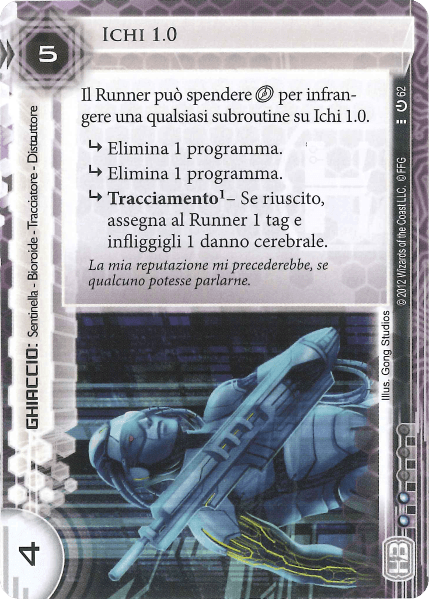 5
ICHI 1.0
Il Runner può spendere per infran-
gere una qualsiasi subroutine su Ichi 1.0.
↳ Elimina 1 programma.
↳ Elimina 1 programma.
↳ Tracciamento¹– Se riuscito,
assegna al Runner 1 tag e
infliggigli 1 danno cerebrale.
La mia reputazione mi precederebbe, se
qualcuno potesse parlarne.
GHIACCIO: Sentinella - Bioroide - Tracciatore - Distruttore
62
© 2012 Wizards of the Coast LLC. © FFG
Illus. Gong Studios
4
HB